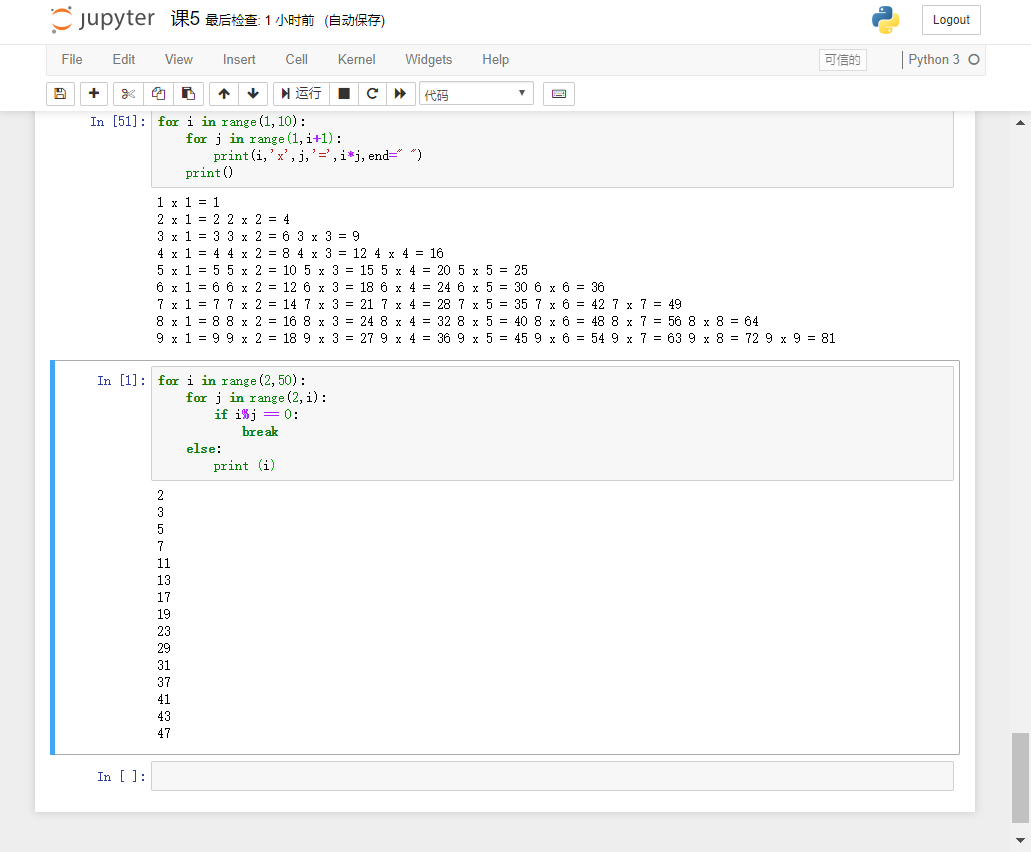 jupyter 课5 最后检查: 1 小时前 (自动保存) Logout
File Edit View Insert Cell Kernel Widgets Help 可信的 Python 3
运行 代码
In [51]: for i in range(1,10):
for j in range(1,i+1):
print(i,'x',j,'=',i*j,end=" ")
print()
1 x 1 = 1
2 x 1 = 2 2 x 2 = 4
3 x 1 = 3 3 x 2 = 6 3 x 3 = 9
4 x 1 = 4 4 x 2 = 8 4 x 3 = 12 4 x 4 = 16
5 x 1 = 5 5 x 2 = 10 5 x 3 = 15 5 x 4 = 20 5 x 5 = 25
6 x 1 = 6 6 x 2 = 12 6 x 3 = 18 6 x 4 = 24 6 x 5 = 30 6 x 6 = 36
7 x 1 = 7 7 x 2 = 14 7 x 3 = 21 7 x 4 = 28 7 x 5 = 35 7 x 6 = 42 7 x 7 = 49
8 x 1 = 8 8 x 2 = 16 8 x 3 = 24 8 x 4 = 32 8 x 5 = 40 8 x 6 = 48 8 x 7 = 56 8 x 8 = 64
9 x 1 = 9 9 x 2 = 18 9 x 3 = 27 9 x 4 = 36 9 x 5 = 45 9 x 6 = 54 9 x 7 = 63 9 x 8 = 72 9 x 9 = 81
In [1]: for i in range(2,50):
for j in range(2,i):
if i%j == 0:
break
else:
print (i)
2
3
5
7
11
13
17
19
23
29
31
37
41
43
47
In [ ]: